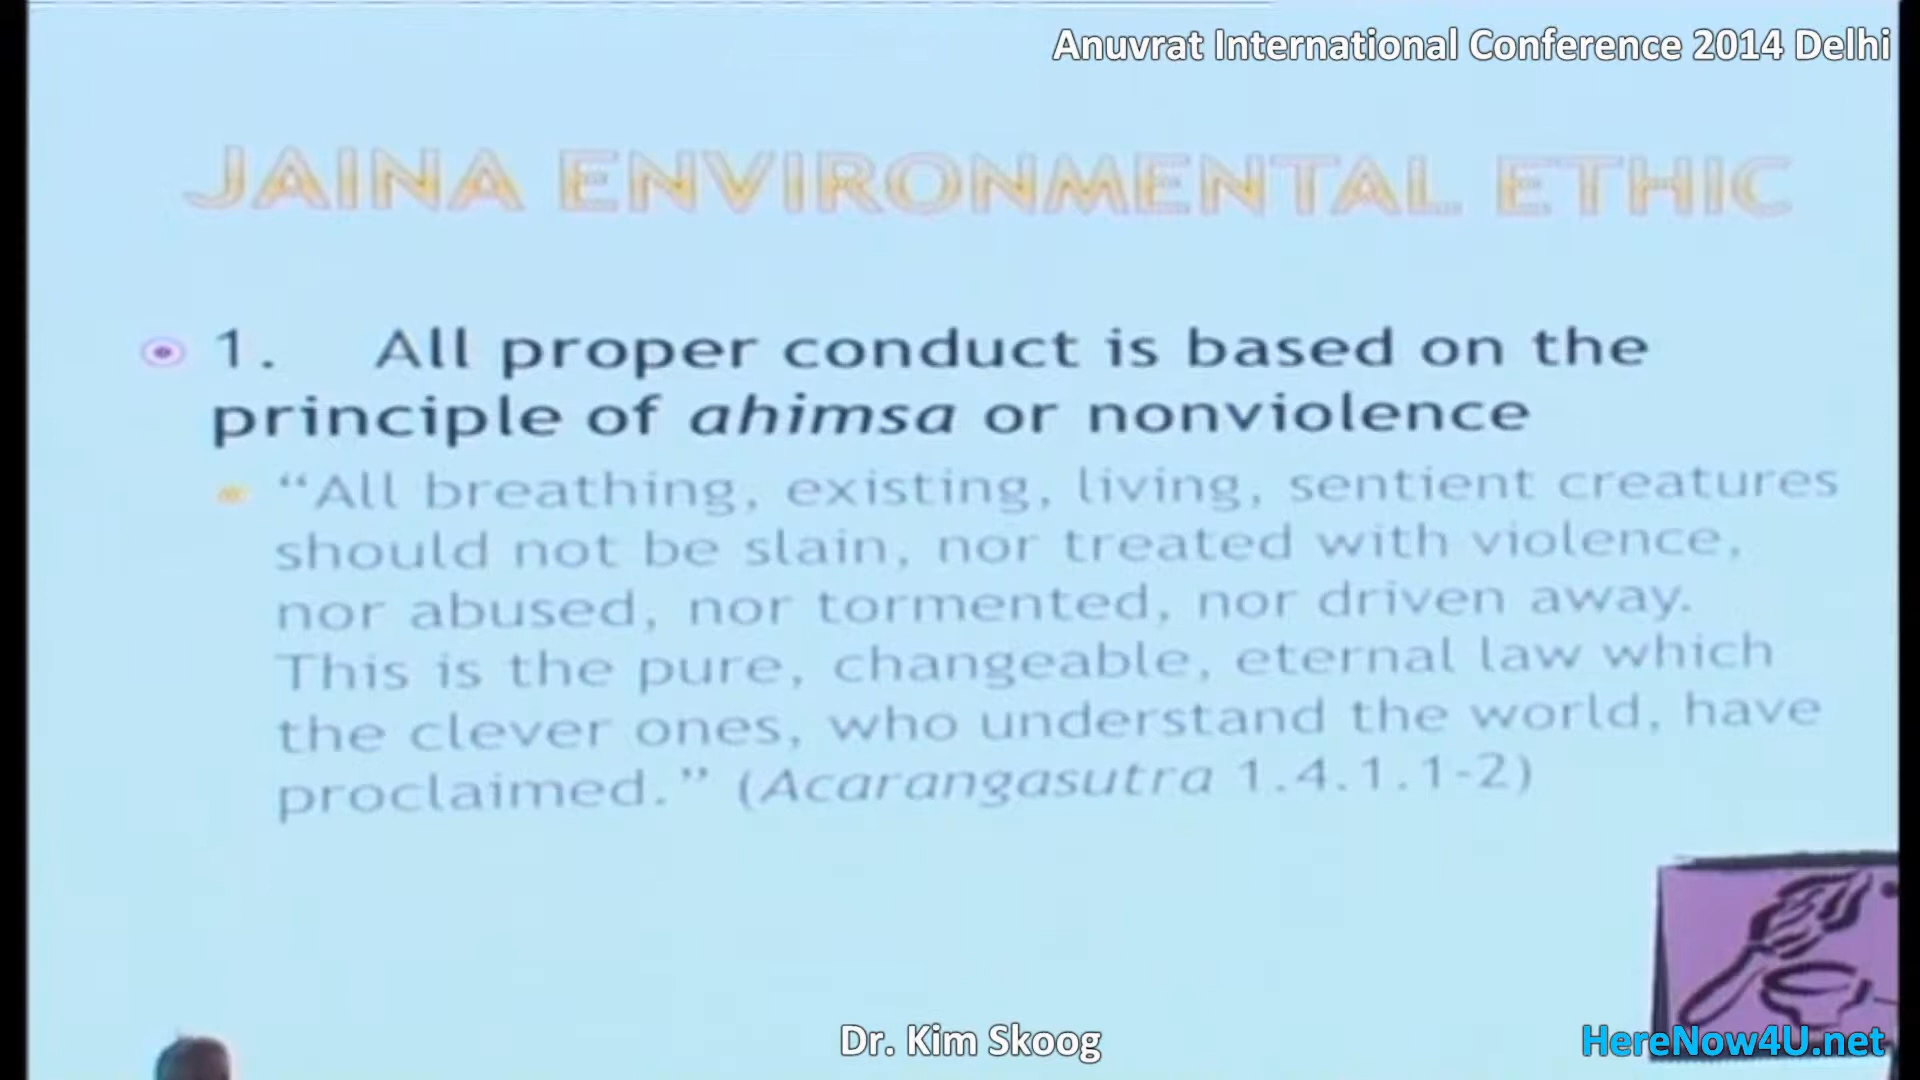 Anuvrat International Conference 2014 Delhi
JAINA ENVIRONMENTAL ETHIC
1. All proper conduct is based on the
principle of ahimsa or nonviolence
“All breathing, existing, living, sentient creatures
should not be slain, nor treated with violence,
nor abused, nor tormented, nor driven away.
This is the pure, changeable, eternal law which
the clever ones, who understand the world, have
proclaimed.” (Acarangasutra 1.4.1.1-2)
Dr. Kim Skoog
HereNow4U.net